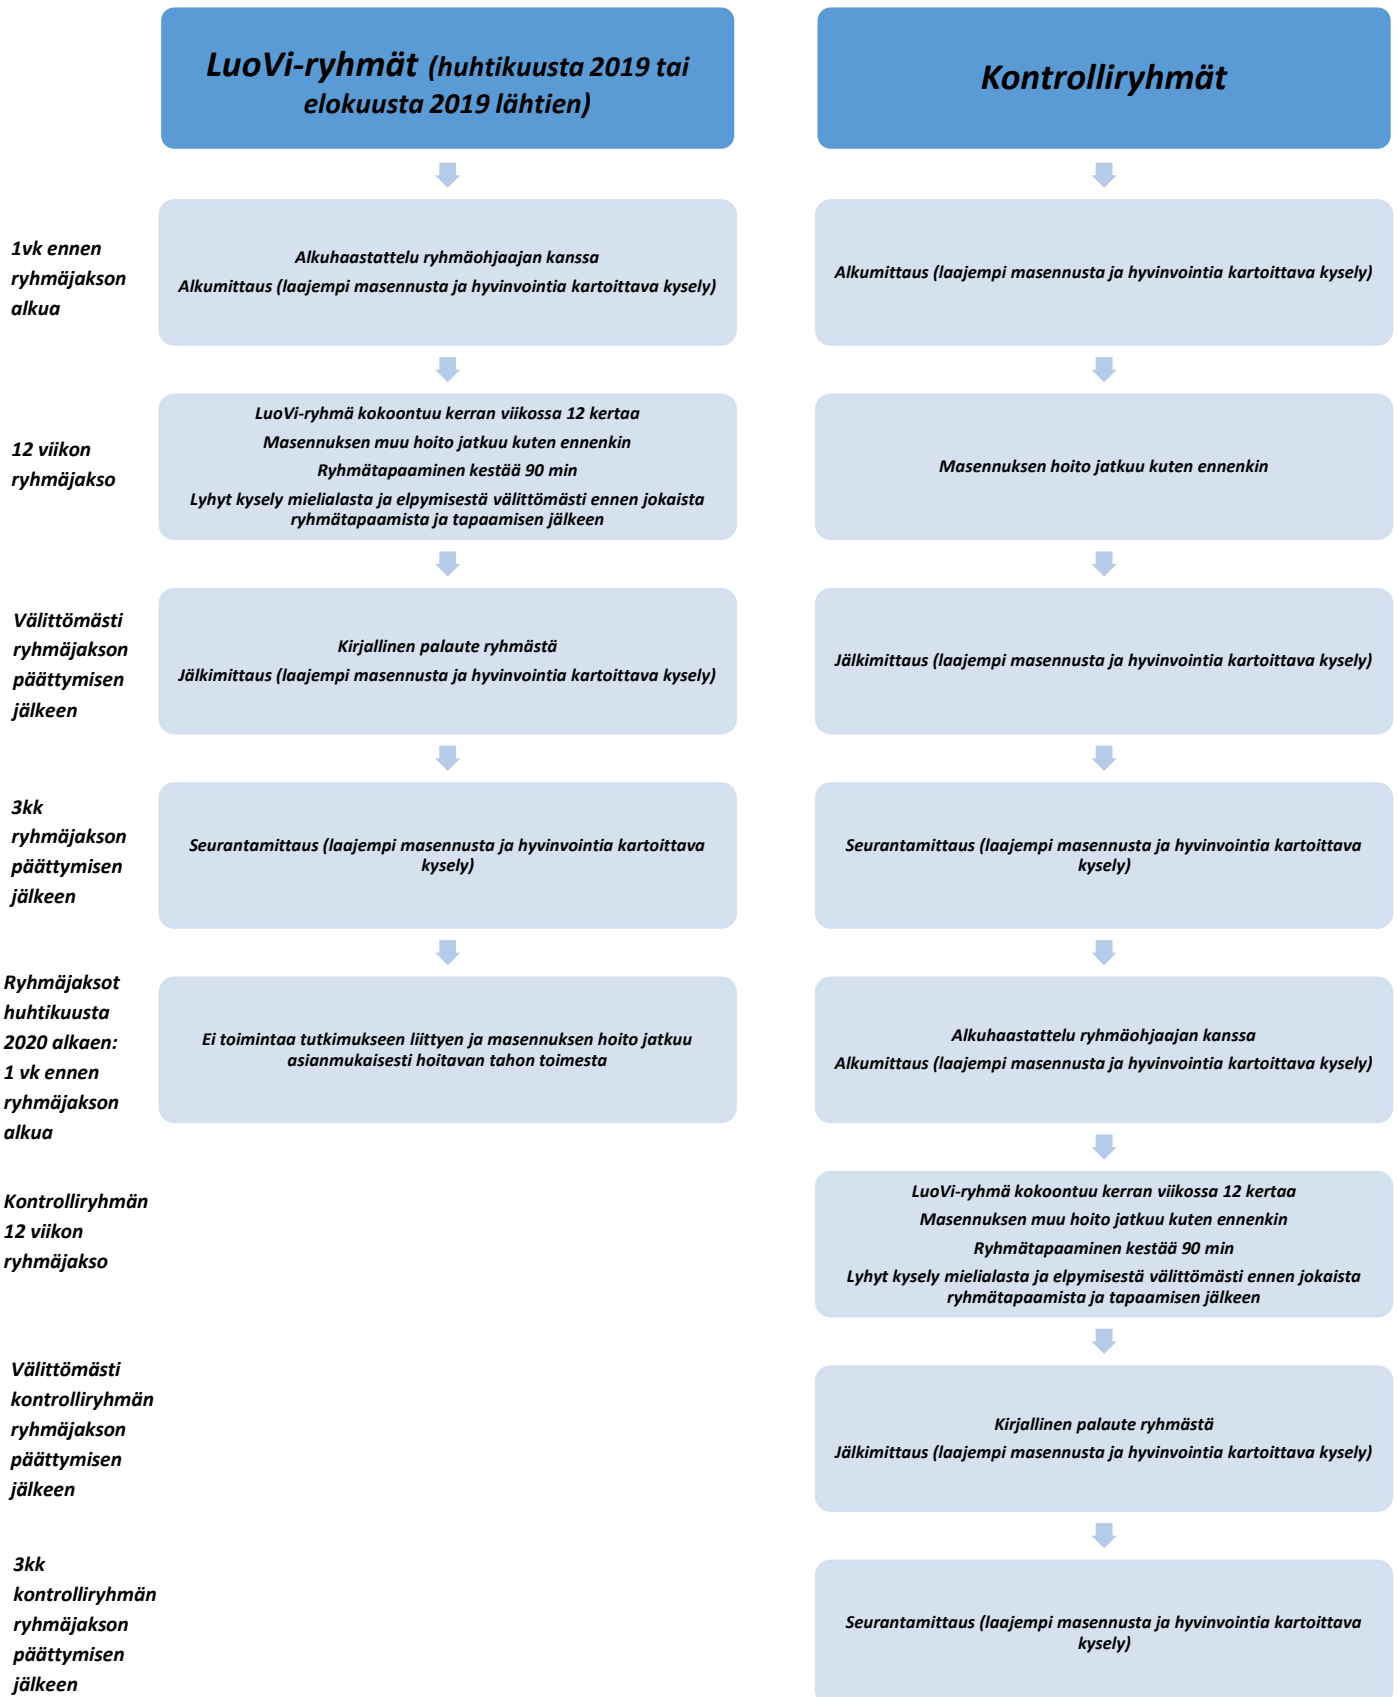 LuoVi-ryhmät (huhtikuusta 2019 tai
elokuusta 2019 lähtien)
Kontrolliryhmät
1vk ennen
ryhmäjakson
alkua
Alkuhaastattelu ryhmäohjaajan kanssa
Alkumittaus (laajempi masennusta ja hyvinvointia kartoittava kysely)
Alkumittaus (laajempi masennusta ja hyvinvointia kartoittava kysely)
12 viikon
ryhmäjakso
LuoVi-ryhmä kokoontuu kerran viikossa 12 kertaa
Masennuksen muu hoito jatkuu kuten ennenkin
Ryhmätapaaminen kestää 90 min
Lyhyt kysely mielialasta ja elpymisestä välittömästi ennen jokaista
ryhmätapaamista ja tapaamisen jälkeen
Masennuksen hoito jatkuu kuten ennenkin
Välittömästi
ryhmäjakson
päättymisen
jälkeen
Kirjallinen palaute ryhmästä
Jälkimittaus (laajempi masennusta ja hyvinvointia kartoittava kysely)
Jälkimittaus (laajempi masennusta ja hyvinvointia kartoittava kysely)
3kk
ryhmäjakson
päättymisen
jälkeen
Seurantamittaus (laajempi masennusta ja hyvinvointia kartoittava
kysely)
Seurantamittaus (laajempi masennusta ja hyvinvointia kartoittava
kysely)
Ryhmäjaksot
huhtikuusta
2020 alkaen:
1 vk ennen
ryhmäjakson
alkua
Ei toimintaa tutkimukseen liittyen ja masennuksen hoito jatkuu
asianmukaisesti hoitavan tahon toimesta
Alkuhaastattelu ryhmäohjaajan kanssa
Alkumittaus (laajempi masennusta ja hyvinvointia kartoittava kysely)
Kontrolliryhmän
12 viikon
ryhmäjakso
LuoVi-ryhmä kokoontuu kerran viikossa 12 kertaa
Masennuksen muu hoito jatkuu kuten ennenkin
Ryhmätapaaminen kestää 90 min
Lyhyt kysely mielialasta ja elpymisestä välittömästi ennen jokaista
ryhmätapaamista ja tapaamisen jälkeen
Välittömästi
kontrolliryhmän
ryhmäjakson
päättymisen
jälkeen
Kirjallinen palaute ryhmästä
Jälkimittaus (laajempi masennusta ja hyvinvointia kartoittava kysely)
3kk
kontrolliryhmän
ryhmäjakson
päättymisen
jälkeen
Seurantamittaus (laajempi masennusta ja hyvinvointia kartoittava
kysely)